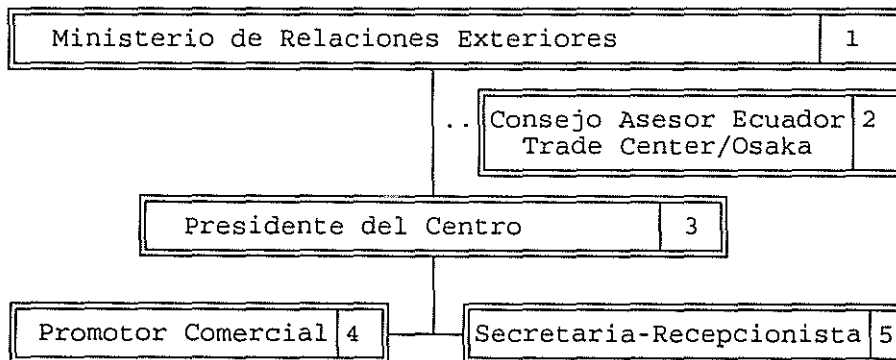 Ministerio de Relaciones Exteriores 1
.. Consejo Asesor Ecuador 2
Trade Center/Osaka
Presidente del Centro 3
Promotor Comercial 4 Secretaria-Recepcionista 5